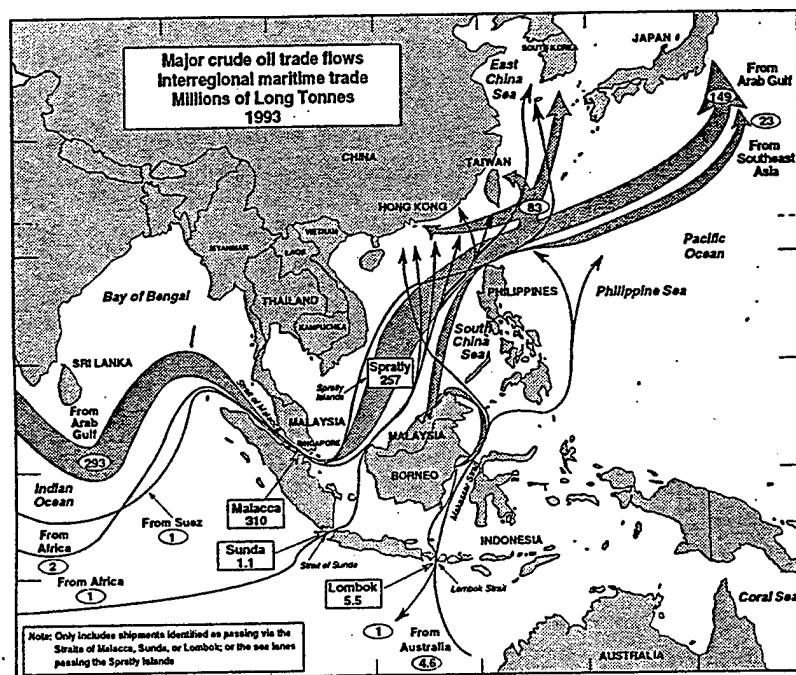 Major crude oil trade flows
Interregional maritime trade
Millions of Long Tonnes
1993
SOUTH KOREA
JAPAN
East
China
Sea
From
Arab Gulf
149
23
From
Southeast
Asia
CHINA
TAIWAN
HONG KONG
83
VIETNAM
MYANMAR
LAOS
Pacific
Ocean
Bay of Bengal
THAILAND
KAMPUCHEA
PHILIPPINES
Philippine Sea
South
China
Sea
SRI LANKA
Spratly
257
Spratly
Islands
From
Arab
Gulf
Strait of Malacca
MALAYSIA
SINGAPORE
MALAYSIA
293
BORNEO
Makassar Strait
Indian
Ocean
Malacca
310
From Suez
1
INDONESIA
From
Africa
2
Sunda
1.1
Strait of Sunda
From Africa
1
Lombok
5.5
Lombok Strait
Coral Sea
1
From
Australia
4.6
AUSTRALIA
Note: Only includes shipments identified as passing via the
Straits of Malacca, Sunda, or Lombok; or the sea lanes
passing the Spratly Islands